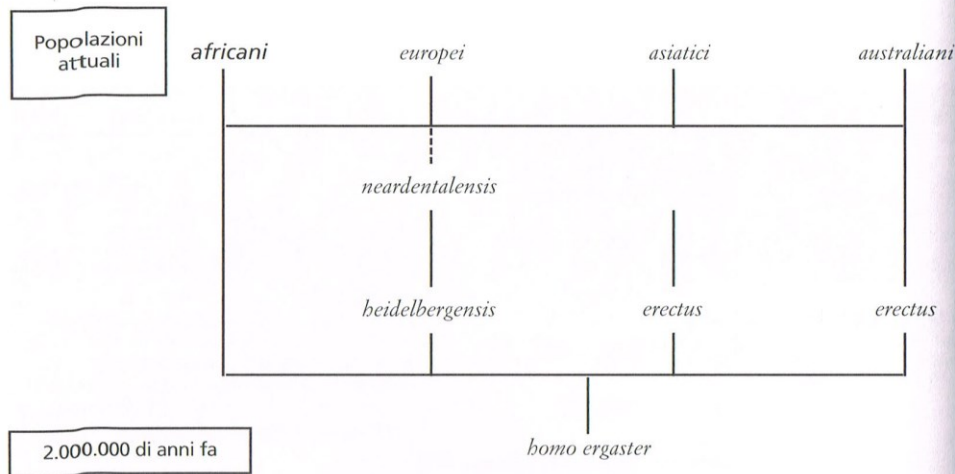 Popolazioni
attuali
africani europei asiatici australiani
neardentalensis
heidelbergensis erectus erectus
homo ergaster
2.000.000 di anni fa